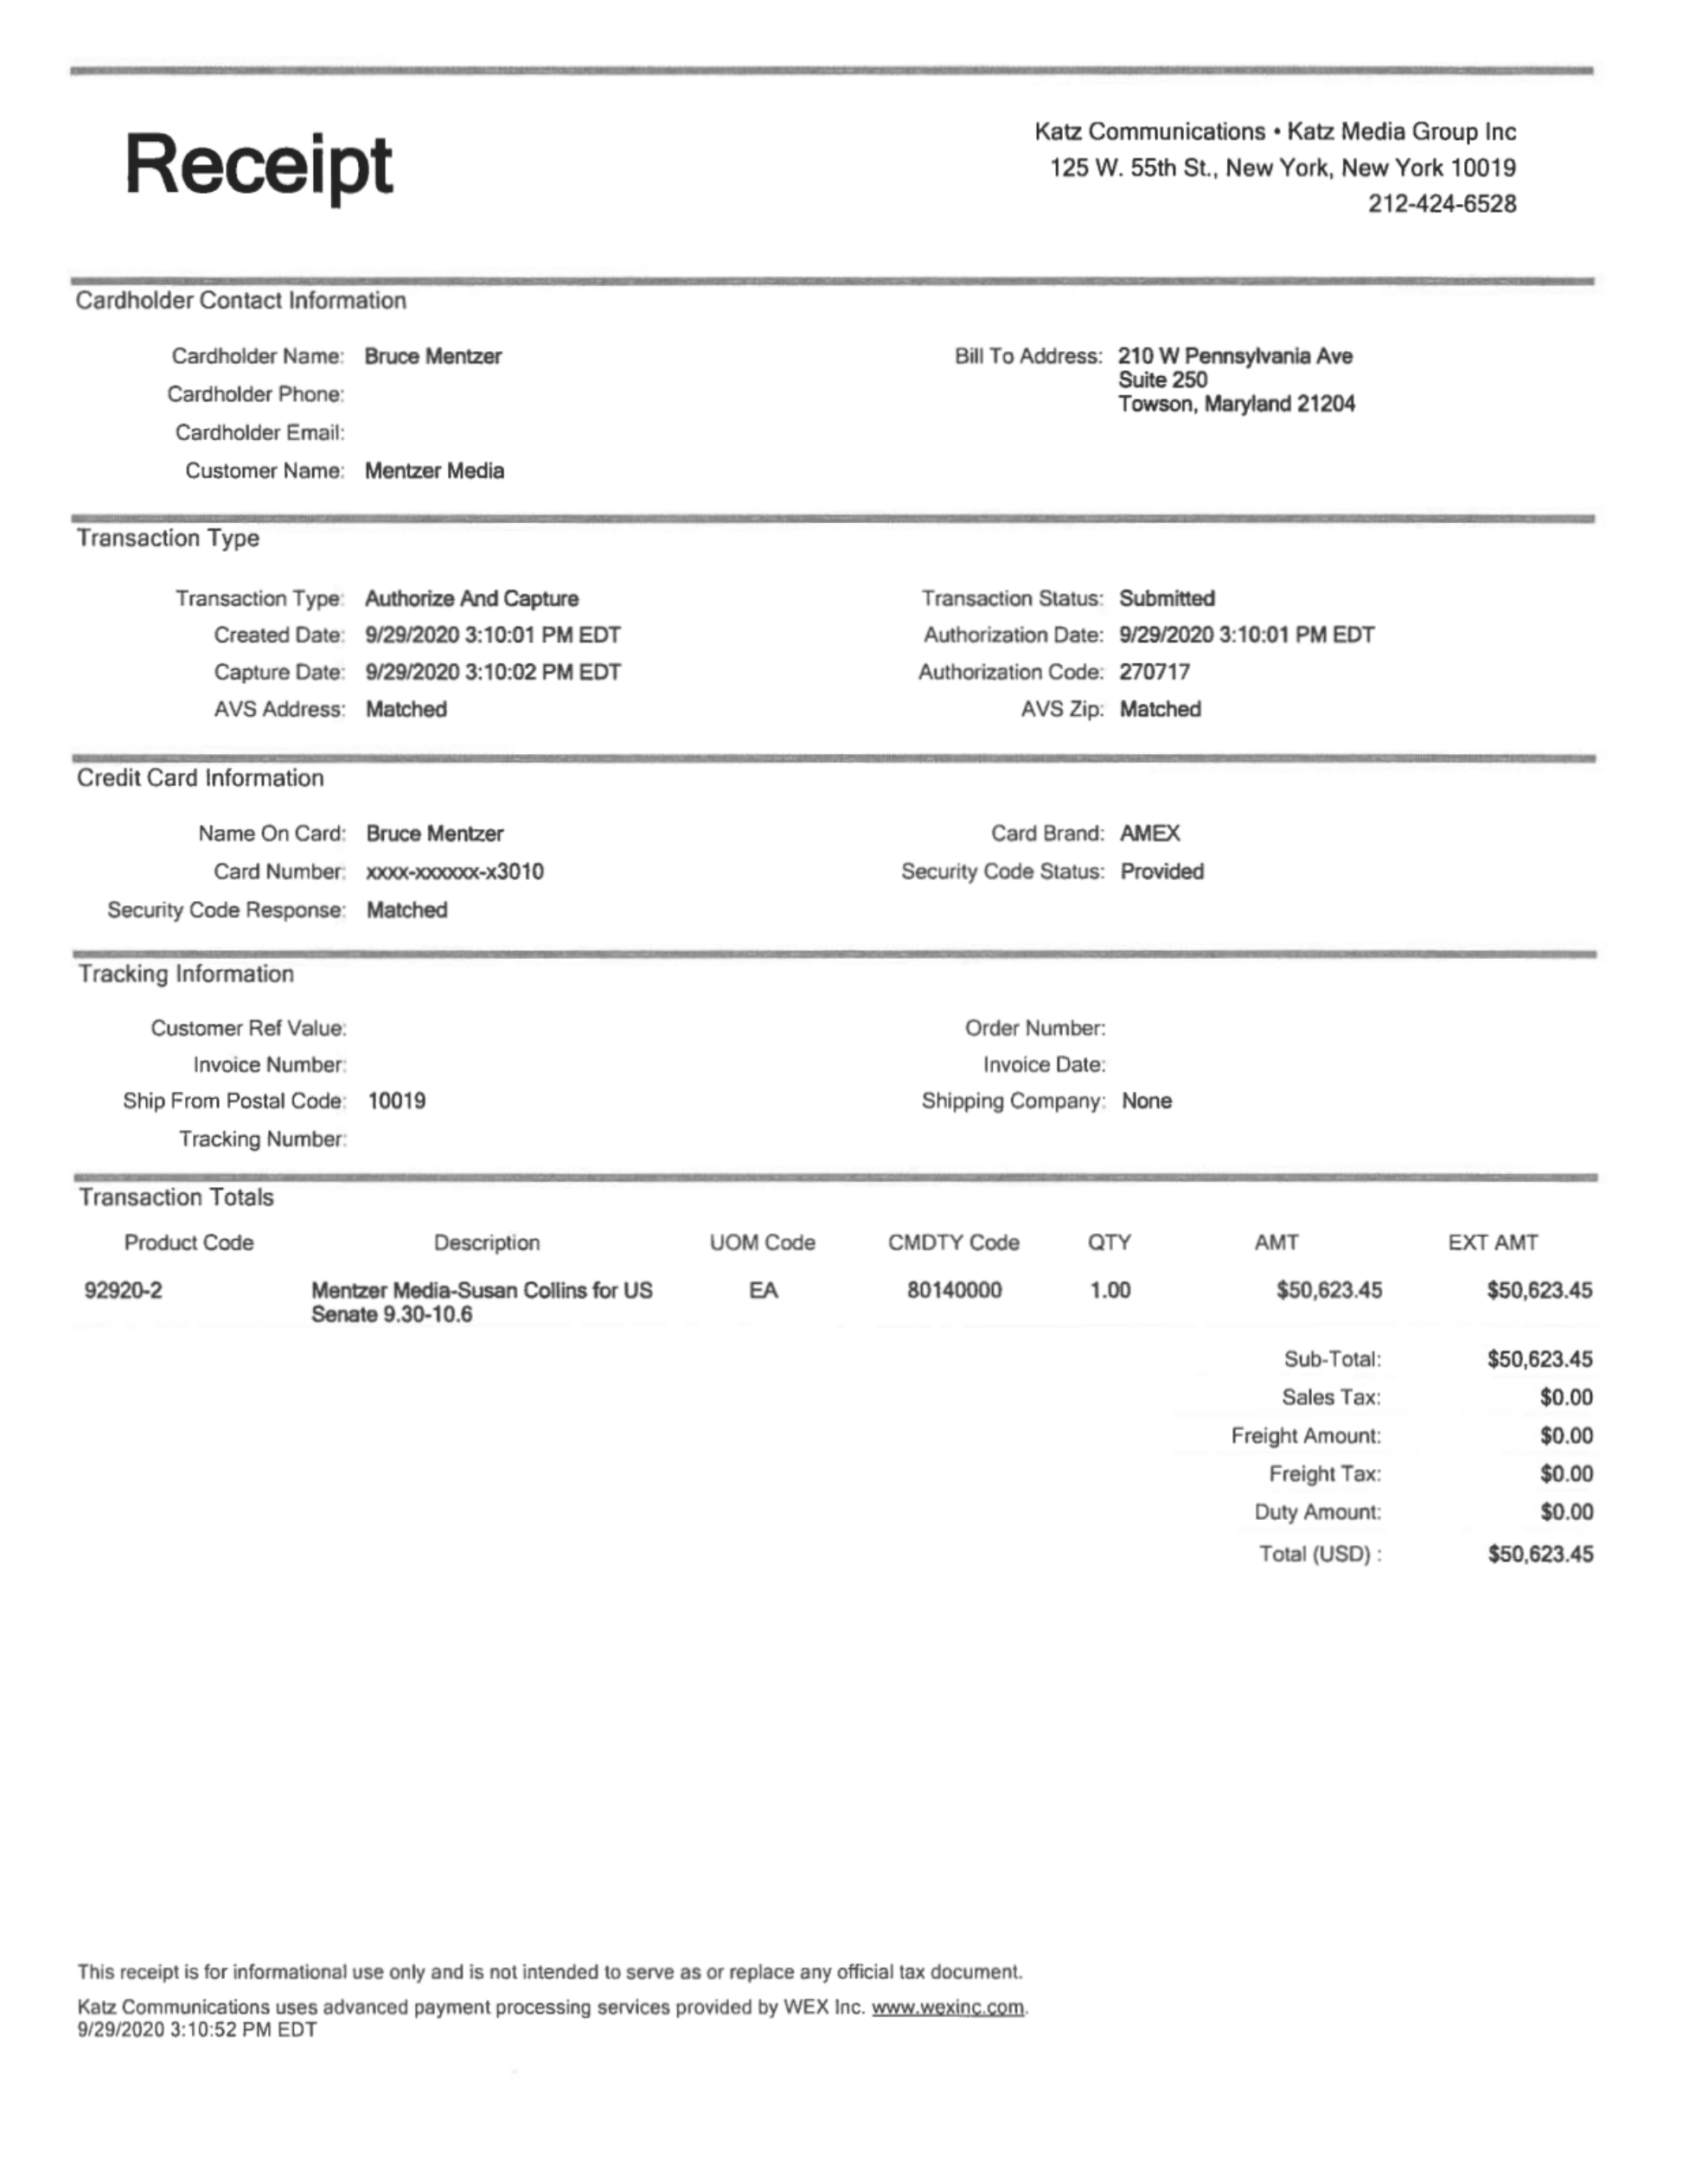 Receipt
Katz Communications • Katz Media Group Inc
125 W. 55th St., New York, New York 10019
212-424-6528
Cardholder Contact Information
Cardholder Name: Bruce Mentzer
Cardholder Phone:
Cardholder Email:
Customer Name: Mentzer Media
Bill To Address: 210 W Pennsylvania Ave
Suite 250
Towson, Maryland 21204
Transaction Type
Transaction Type: Authorize And Capture Transaction Status: Submitted
Created Date: 9/29/2020 3:10:01 PM EDT Authorization Date: 9/29/2020 3:10:01 PM EDT
Capture Date: 9/29/2020 3:10:02 PM EDT Authorization Code: 270717
AVS Address: Matched AVS Zip: Matched
Credit Card Information
Name On Card: Bruce Mentzer Card Brand: AMEX
Card Number: xxxx-xxxxxx-x3010 Security Code Status: Provided
Security Code Response: Matched
Tracking Information
Customer Ref Value: Order Number:
Invoice Number: Invoice Date:
Ship From Postal Code: 10019 Shipping Company: None
Tracking Number:
Transaction Totals
Product Code Description UOM Code CMDTY Code QTY AMT EXT AMT
92920-2 Mentzer Media-Susan Collins for US EA 80140000 1.00 $50,623.45 $50,623.45
Senate 9.30-10.6
Sub-Total: $50,623.45
Sales Tax: $0.00
Freight Amount: $0.00
Freight Tax: $0.00
Duty Amount: $0.00
Total (USD) : $50,623.45
This receipt is for informational use only and is not intended to serve as or replace any official tax document.
Katz Communications uses advanced payment processing services provided by WEX Inc. www.wexinc.com.
9/29/2020 3:10:52 PM EDT